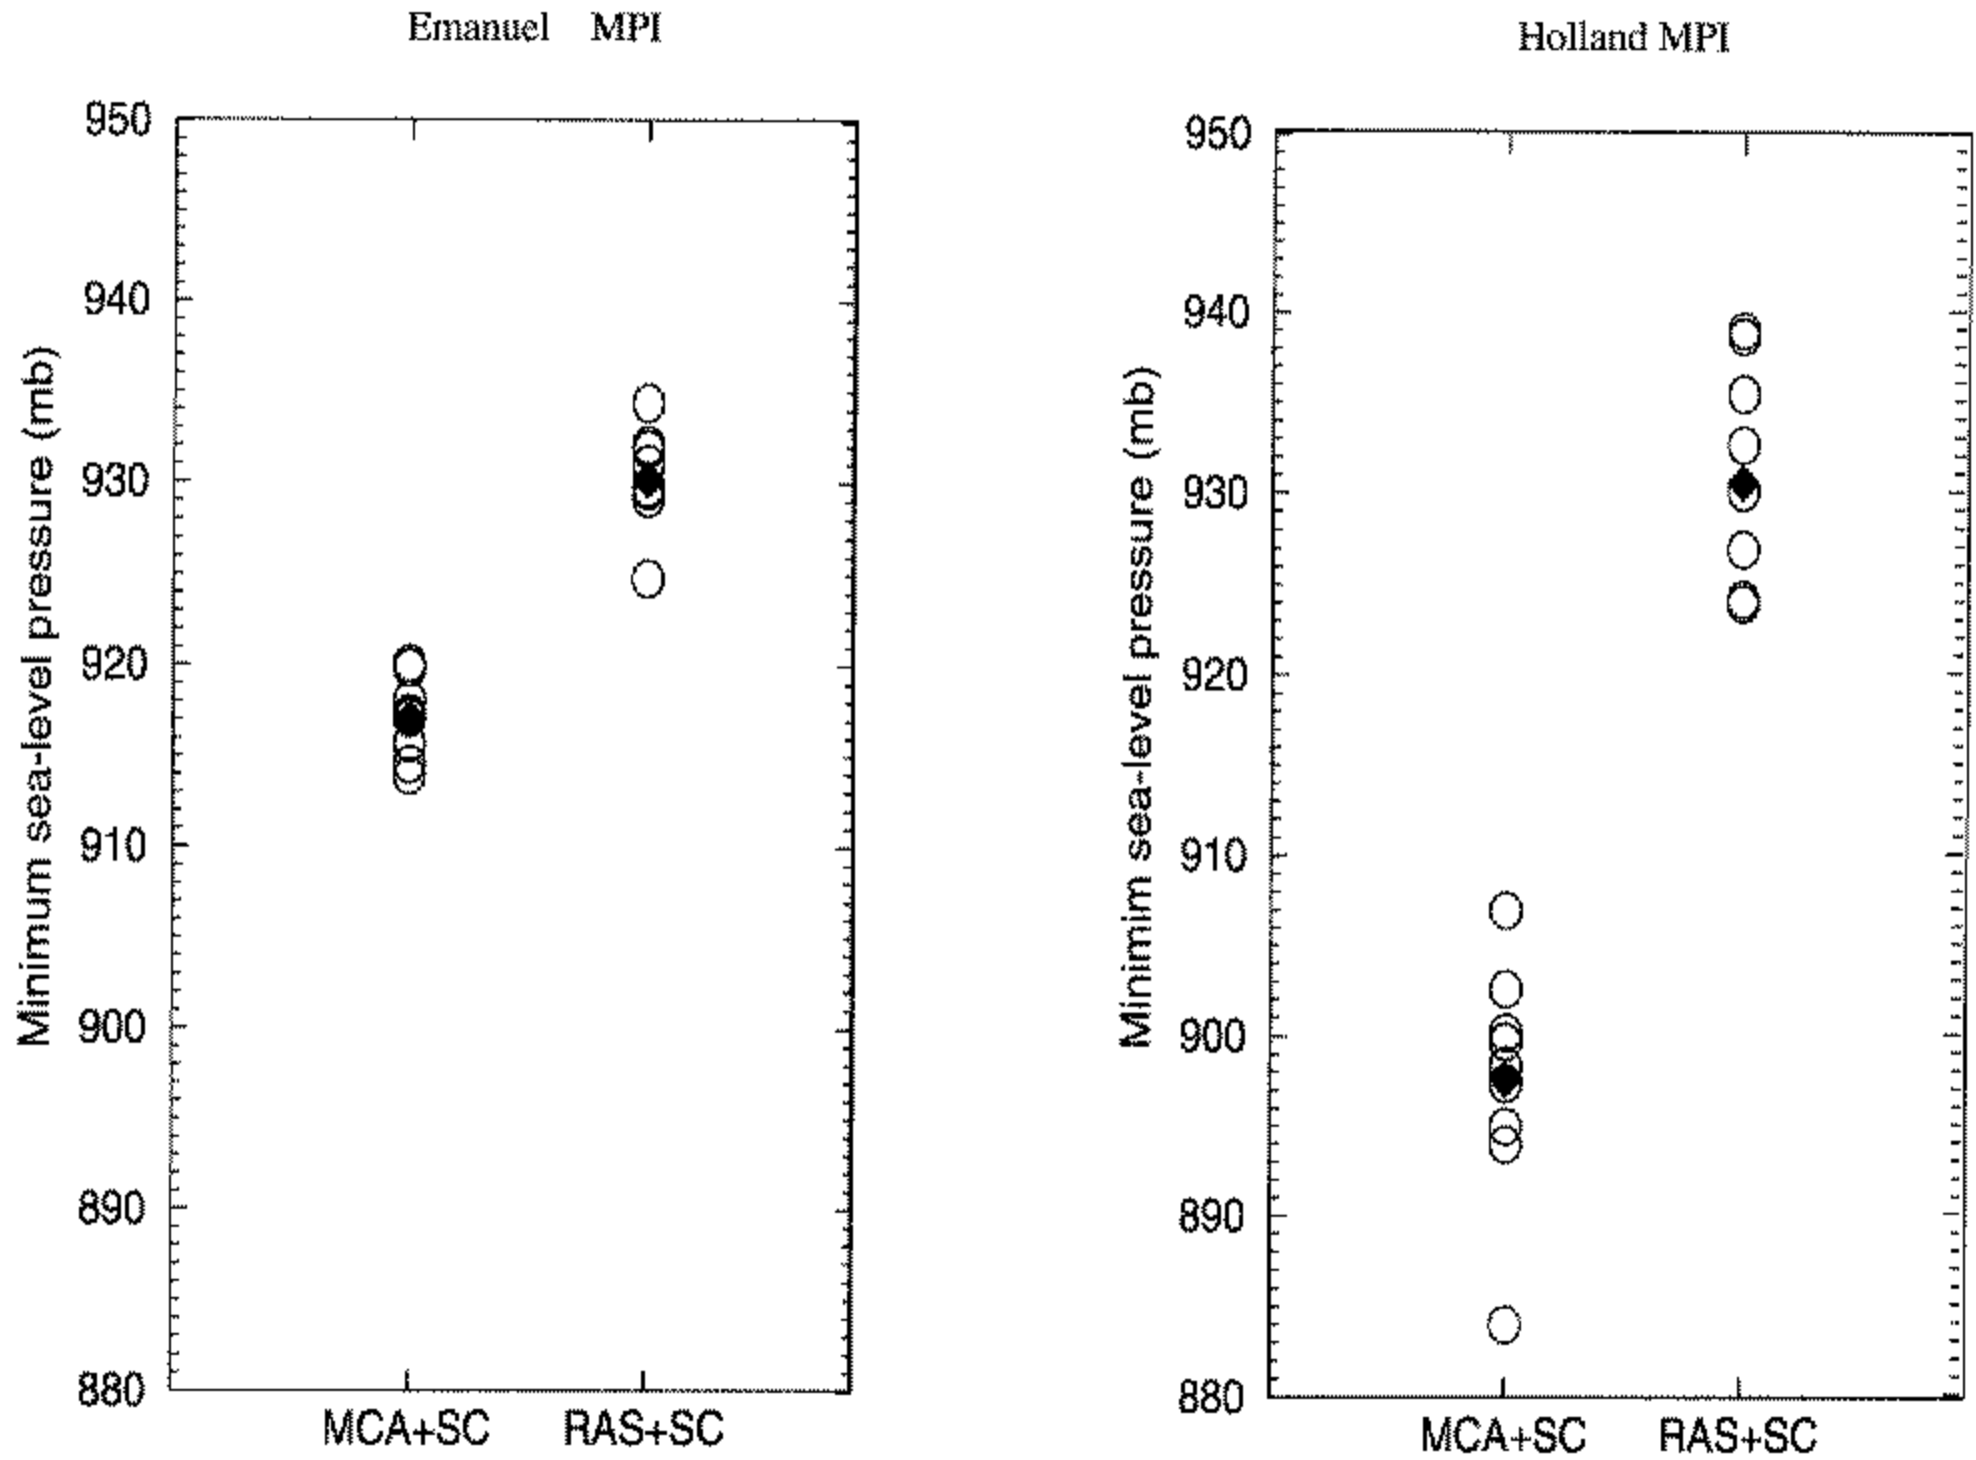 Emanuel MPI
Minimum sea-level pressure (mb)
950
940
930
920
910
900
890
880
MCA+SC RAS+SC
Holland MPI
Minimim sea-level pressure (mb)
950
940
930
920
910
900
890
880
MCA+SC RAS+SC